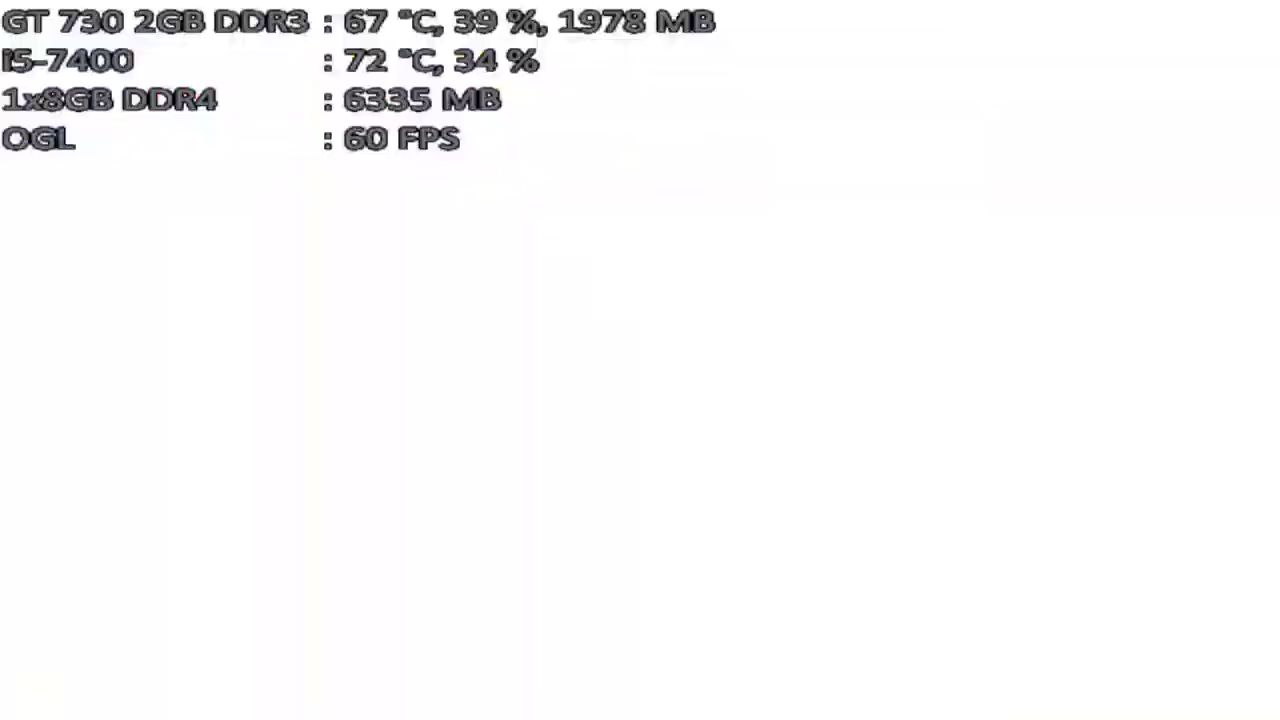 GT 730 2GB DDR3 : 67 °C, 39 %, 1978 MB
i5-7400 : 72 °C, 34 %
1x8GB DDR4 : 6335 MB
OGL : 60 FPS